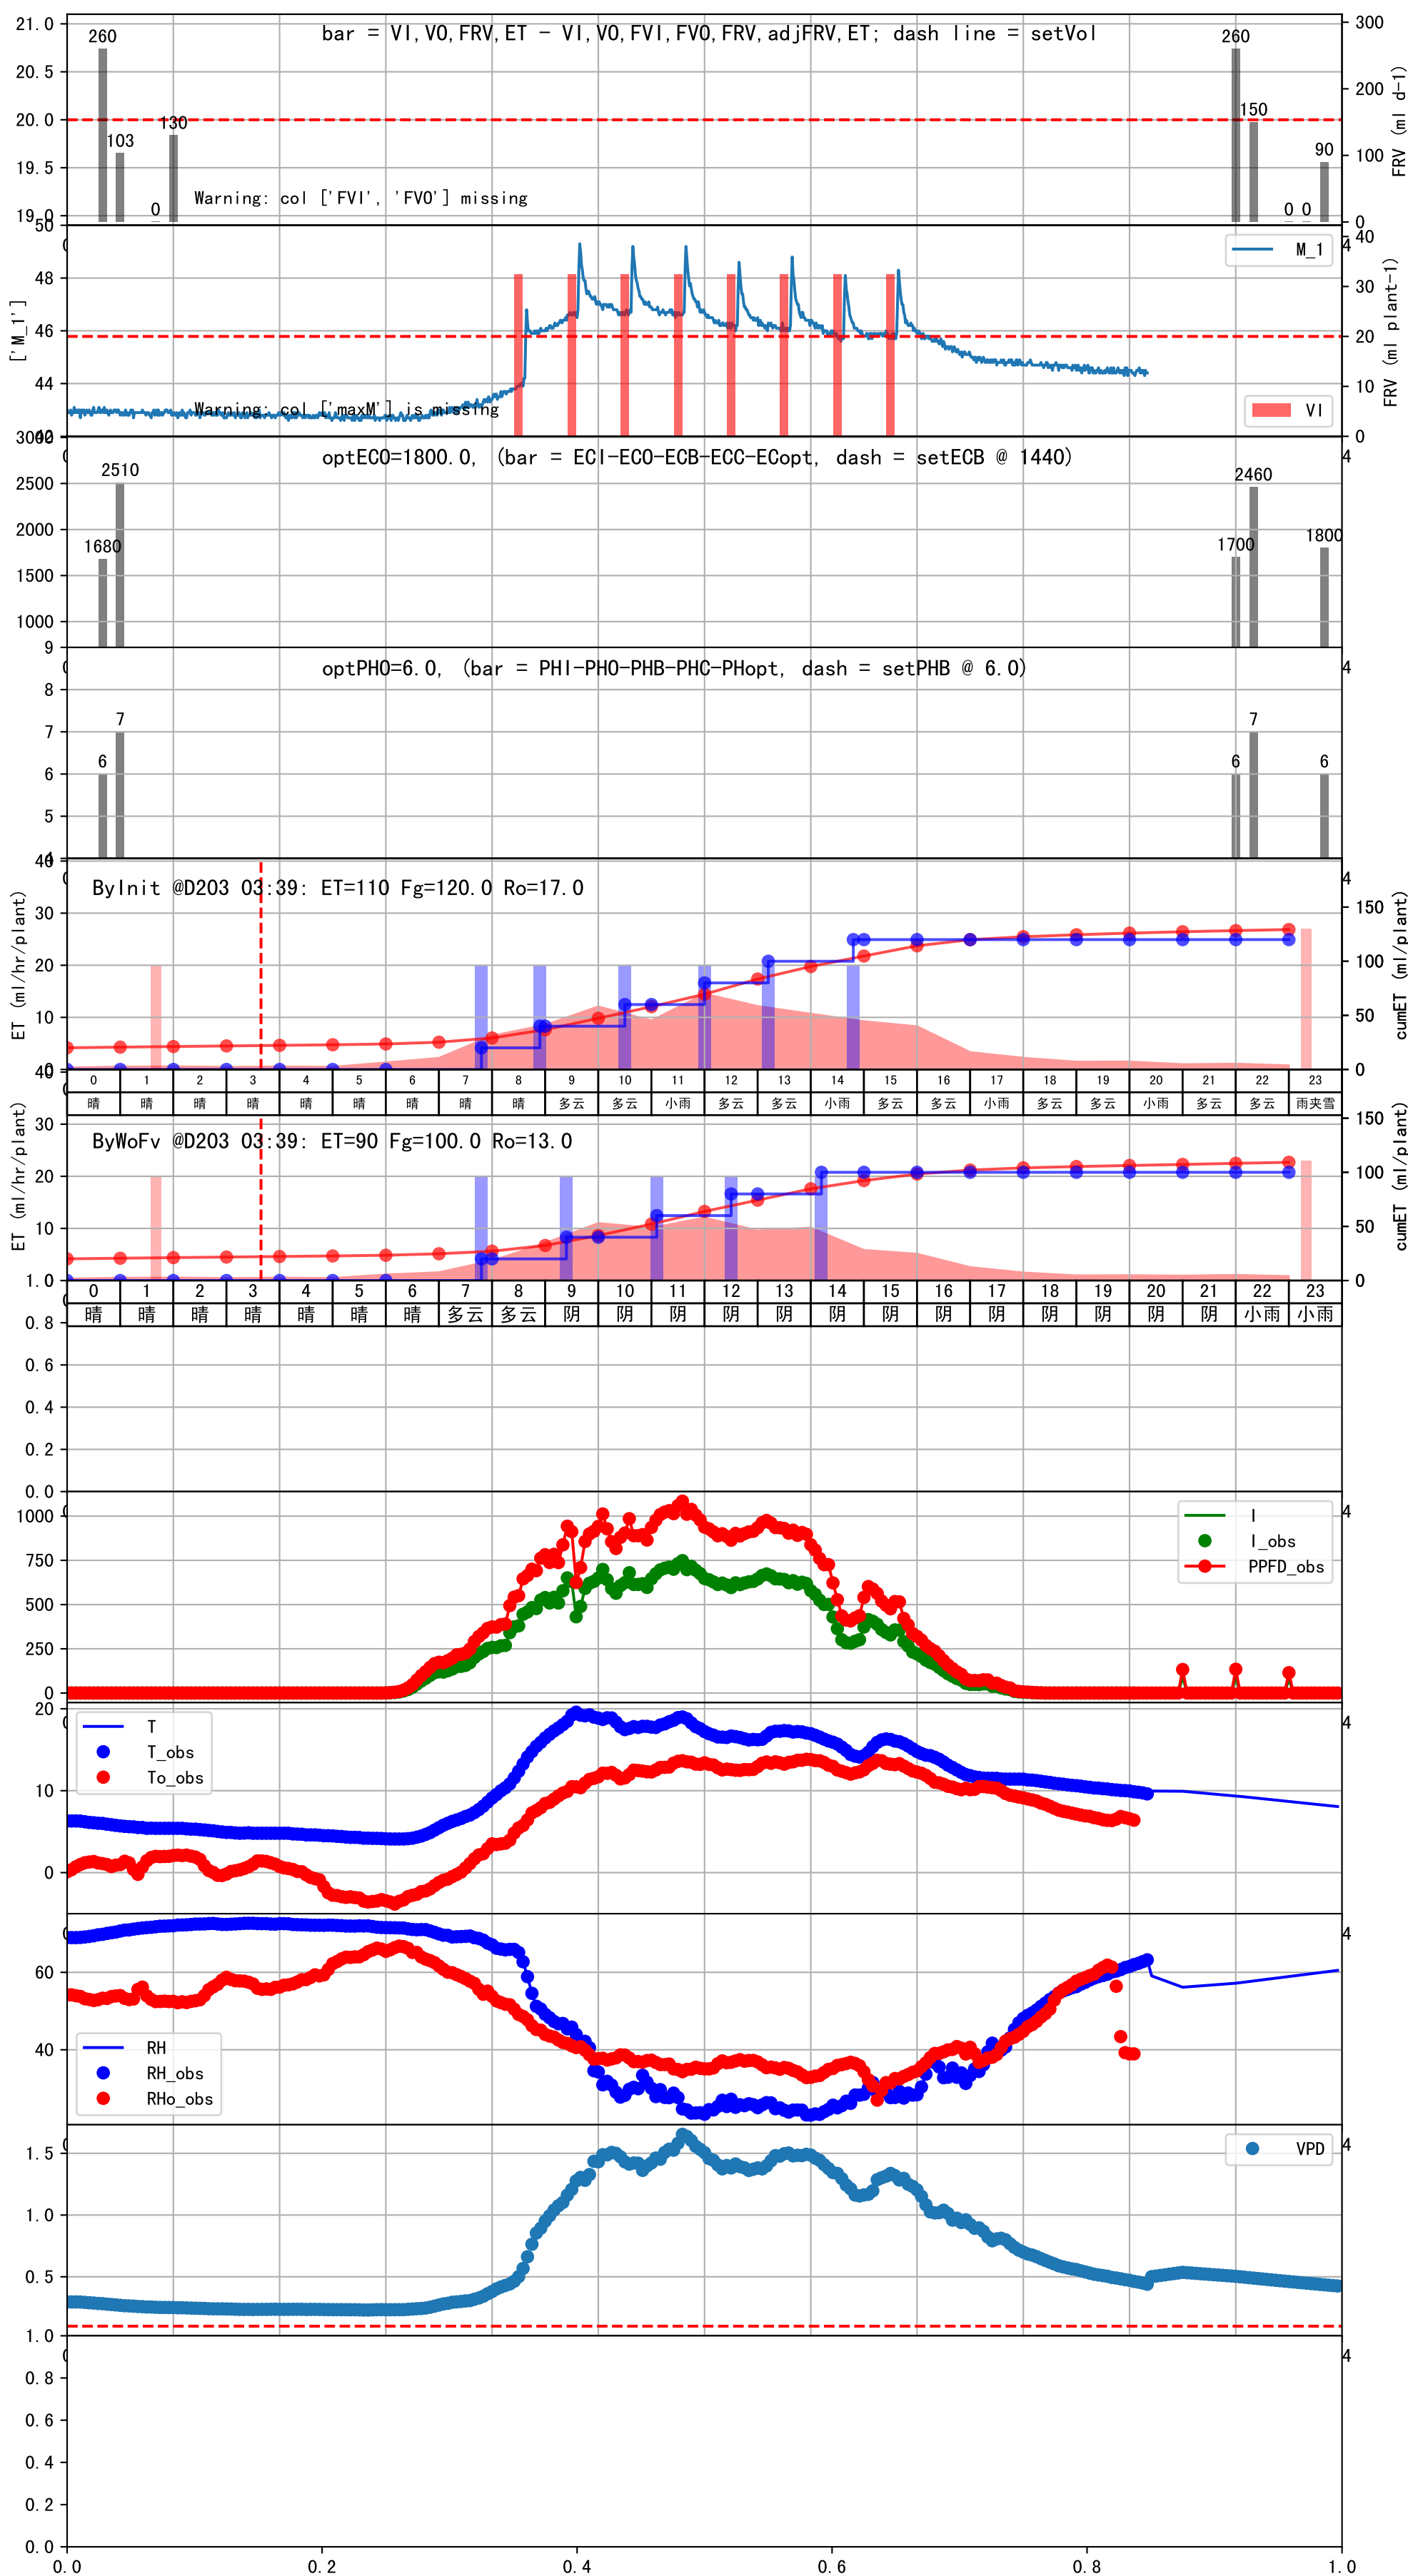 bar = VI,VO,FRV,ET - VI,VO,FVI,FVO,FRV,adjFRV,ET; dash line = setVol
21.0
20.5
20.0
19.5
19.0
260
103
0
130
260
150
0
0
90
300
200
100
0
FRV (ml d-1)
Warning: col ['FVI', 'FVO'] missing
50
48
46
44
42
['M_1']
M_1
40
30
20
10
0
FRV (ml plant-1)
VI
Warning: col ['maxM'] is missing
optECO=1800.0, (bar = ECI-ECO-ECB-ECC-ECopt, dash = setECB @ 1440)
3000
2500
2000
1500
1000
1680
2510
1700
2460
1800
optPHO=6.0, (bar = PHI-PHO-PHB-PHC-PHopt, dash = setPHB @ 6.0)
9
8
7
6
5
4
6
7
6
7
6
ByInit @D203 03:39: ET=110 Fg=120.0 Ro=17.0
40
30
20
10
0
ET (ml/hr/plant)
150
100
50
0
cumET (ml/plant)
0 1 2 3 4 5 6 7 8 9 10 11 12 13 14 15 16 17 18 19 20 21 22 23
晴 晴 晴 晴 晴 晴 晴 晴 晴 多云 多云 小雨 多云 多云 小雨 多云 多云 小雨 多云 多云 小雨 多云 多云 雨夹雪
ByWoFv @D203 03:39: ET=90 Fg=100.0 Ro=13.0
40
30
20
10
ET (ml/hr/plant)
150
100
50
0
cumET (ml/plant)
0 1 2 3 4 5 6 7 8 9 10 11 12 13 14 15 16 17 18 19 20 21 22 23
晴 晴 晴 晴 晴 晴 晴 多云 多云 阴 阴 阴 阴 阴 阴 阴 阴 阴 阴 阴 阴 阴 小雨 小雨
1.0
0.8
0.6
0.4
0.2
0.0
1000
750
500
250
0
I
I_obs
PPFD_obs
20
10
0
T
T_obs
To_obs
60
40
RH
RH_obs
RHo_obs
1.5
1.0
0.5
VPD
1.0
0.8
0.6
0.4
0.2
0.0
0.0 0.2 0.4 0.6 0.8 1.0